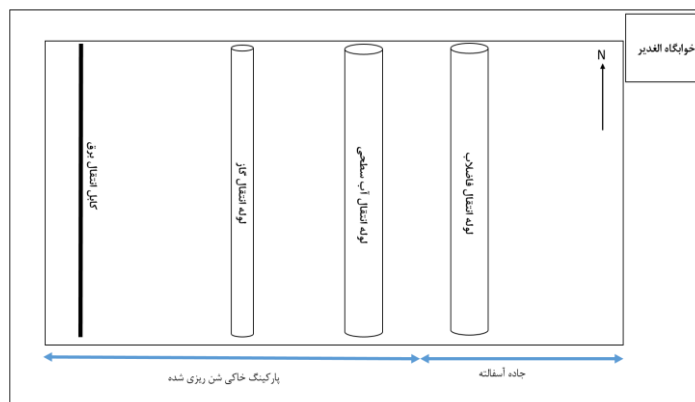 خوابگاه الغدیر
N
کابل انتقال برق
لوله انتقال گاز
لوله انتقال آب سطحی
لوله انتقال فاضلاب
جاده آسفالته
پارکینگ خاکی شن ریزی شده